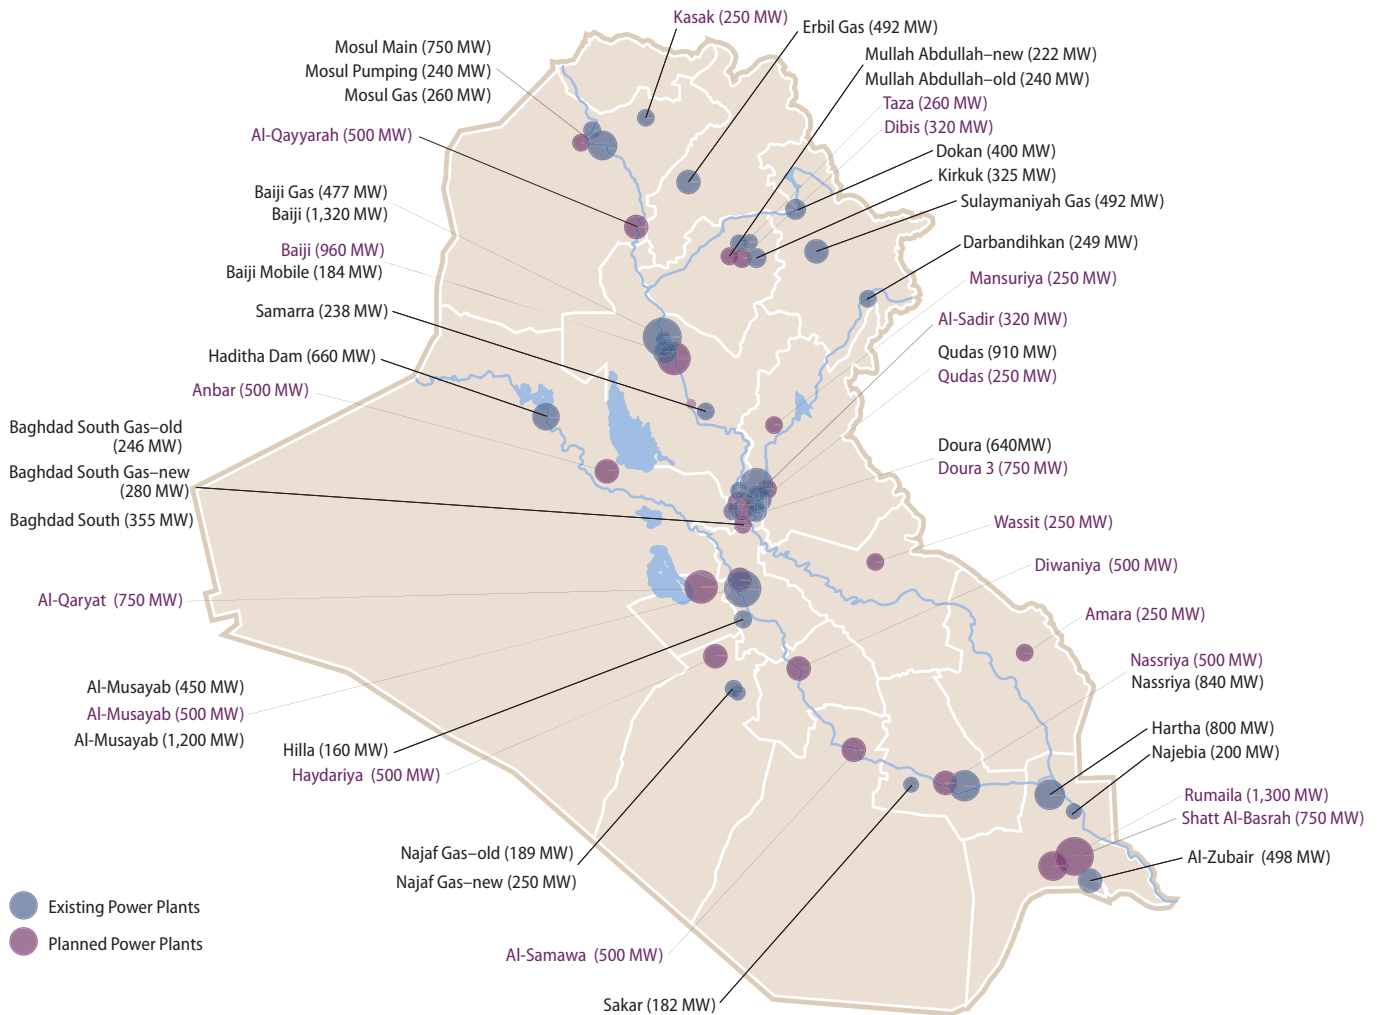 Kasak (250 MW)
Erbil Gas (492 MW)
Mosul Main (750 MW)
Mosul Pumping (240 MW)
Mosul Gas (260 MW)
Mullah Abdullah–new (222 MW)
Mullah Abdullah–old (240 MW)
Taza (260 MW)
Dibis (320 MW)
Al-Qayyarah (500 MW)
Dokan (400 MW)
Kirkuk (325 MW)
Sulaymaniyah Gas (492 MW)
Baiji Gas (477 MW)
Baiji (1,320 MW)
Baiji (960 MW)
Baiji Mobile (184 MW)
Darbandihkan (249 MW)
Mansuriya (250 MW)
Samarra (238 MW)
Al-Sadir (320 MW)
Haditha Dam (660 MW)
Qudas (910 MW)
Qudas (250 MW)
Anbar (500 MW)
Baghdad South Gas–old
(246 MW)
Baghdad South Gas–new
(280 MW)
Baghdad South (355 MW)
Doura (640MW)
Doura 3 (750 MW)
Wassit (250 MW)
Diwaniya (500 MW)
Al-Qaryat (750 MW)
Amara (250 MW)
Nassriya (500 MW)
Nassriya (840 MW)
Al-Musayab (450 MW)
Al-Musayab (500 MW)
Al-Musayab (1,200 MW)
Hilla (160 MW)
Haydariya (500 MW)
Hartha (800 MW)
Najebia (200 MW)
Rumaila (1,300 MW)
Shatt Al-Basrah (750 MW)
Al-Zubair (498 MW)
Najaf Gas–old (189 MW)
Najaf Gas–new (250 MW)
Existing Power Plants
Planned Power Plants
Al-Samawa (500 MW)
Sakar (182 MW)